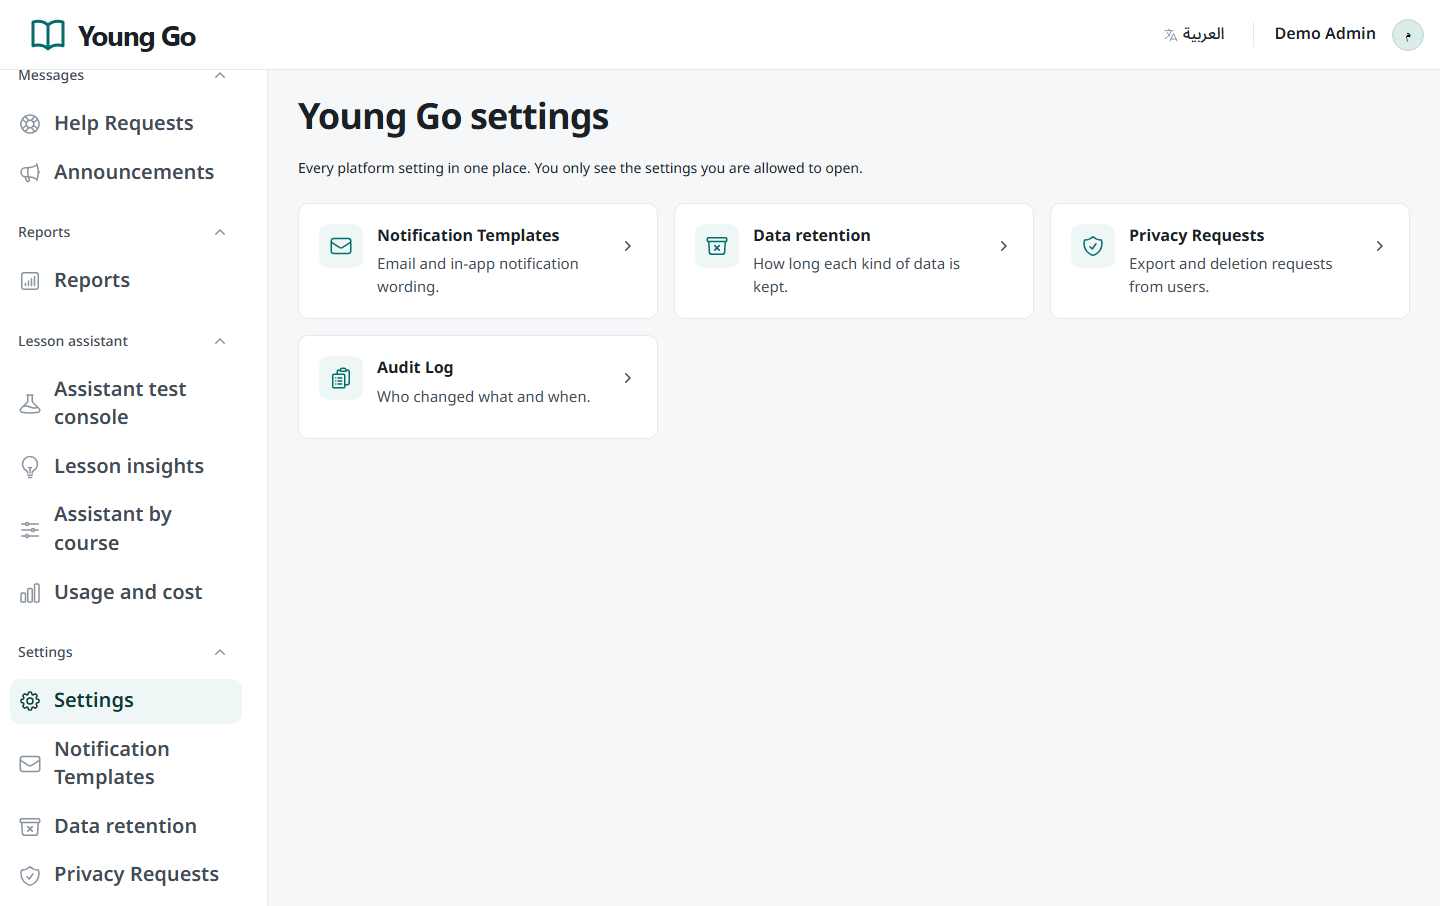 Young Go
العربية
Demo Admin
م
Messages
Help Requests
Announcements
Reports
Reports
Lesson assistant
Assistant test
console
Lesson insights
Assistant by
course
Usage and cost
Settings
Settings
Notification
Templates
Data retention
Privacy Requests
Young Go settings
Every platform setting in one place. You only see the settings you are allowed to open.
Notification Templates
Email and in-app notification
wording.
Data retention
How long each kind of data is
kept.
Privacy Requests
Export and deletion requests
from users.
Audit Log
Who changed what and when.